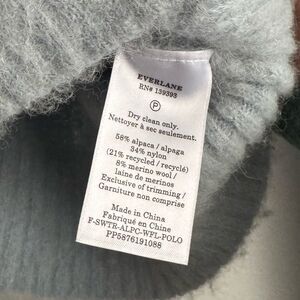 EVERLANE
RN# 139393
P
Dry clean only.
Nettoyer à sec seulement.
58% alpaca / alpaga
34% nylon
(21% recycled / recyclé)
8% merino wool /
laine de merinos
Exclusive of trimming /
Garniture non comprise
Made in China
Fabriqué en Chine
F-SWTR-ALPC-WFL-POLO
PP5876191088